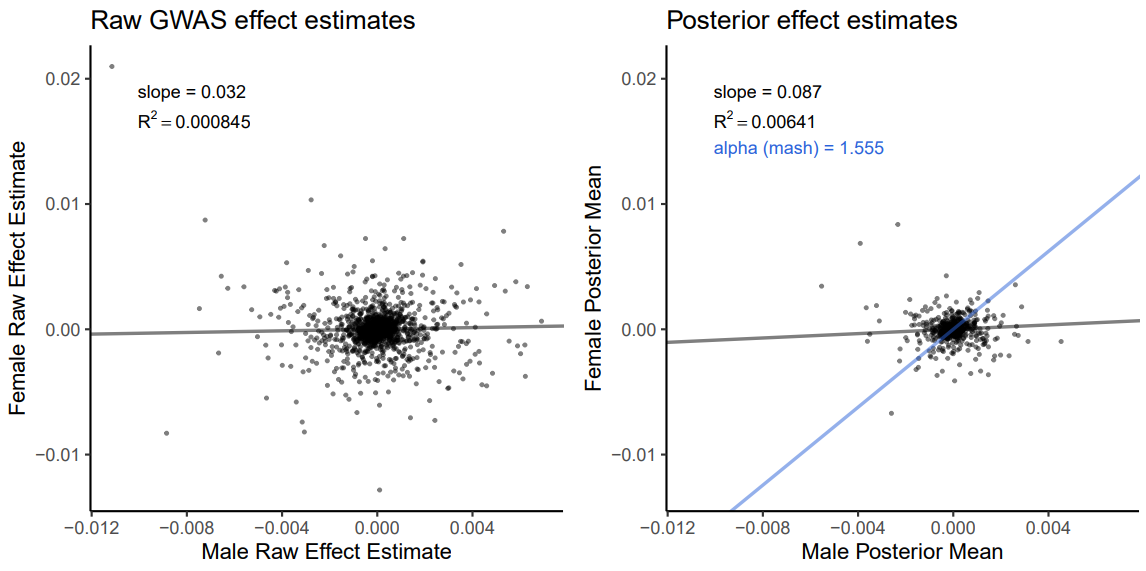 Raw GWAS effect estimates
slope = 0.032
R² = 0.000845
0.02
0.01
0.00
−0.01
Female Raw Effect Estimate
−0.012
−0.008
−0.004
0.000
0.004
Male Raw Effect Estimate
Posterior effect estimates
slope = 0.087
R² = 0.00641
alpha (mash) = 1.555
0.02
0.01
0.00
−0.01
Female Posterior Mean
−0.012
−0.008
−0.004
0.000
0.004
Male Posterior Mean